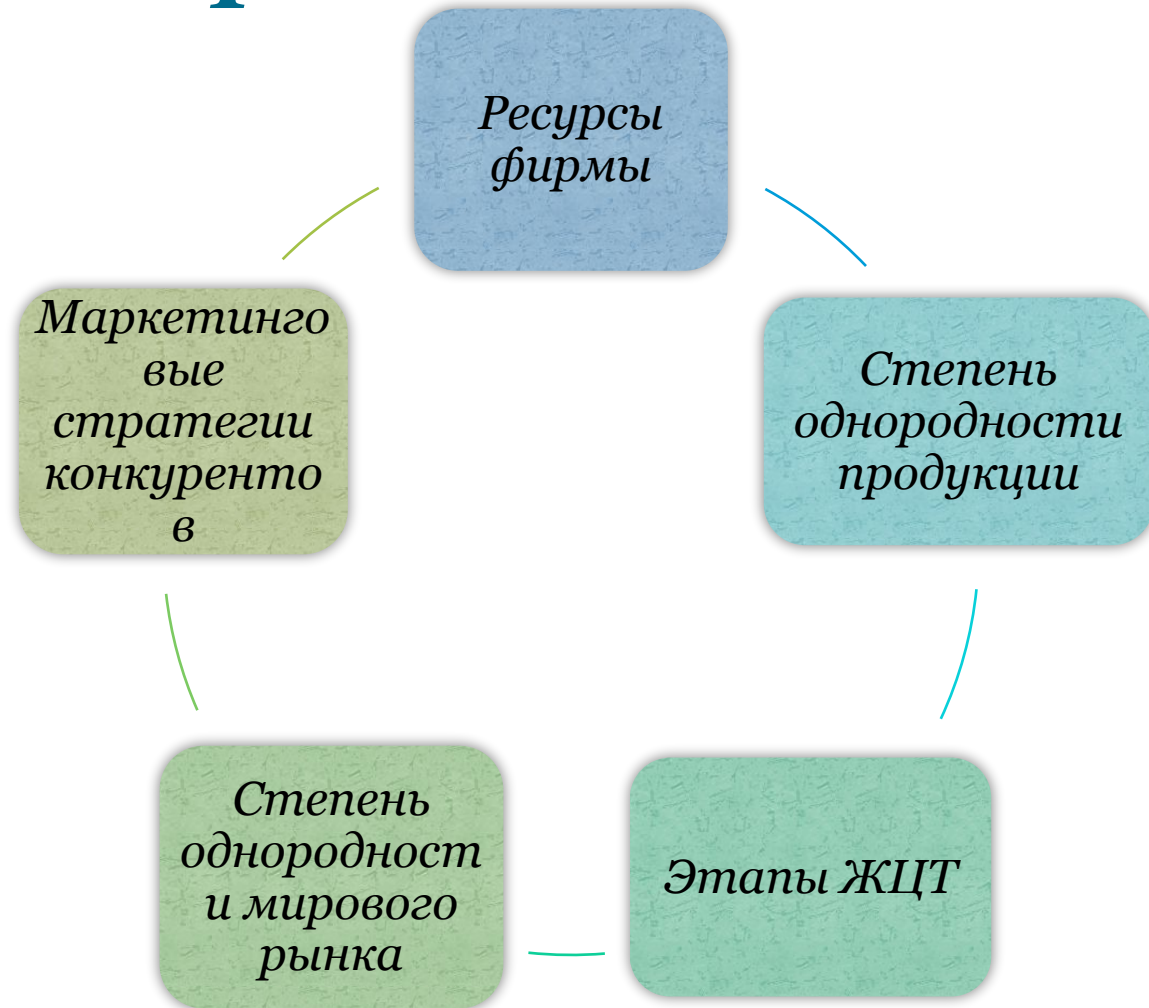 Ресурсы
фирмы
Степень
однородности
продукции
Этапы ЖЦТ
Степень
однородност
и мирового
рынка
Маркетинго
вые
стратегии
конкуренто
в